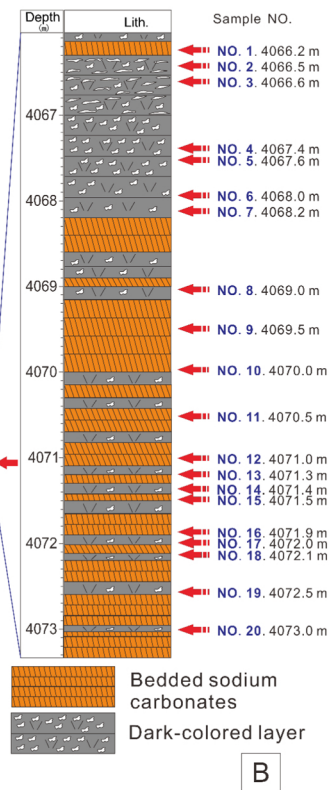 Depth
(m)
Lith.
Sample NO.
NO. 1. 4066.2 m
NO. 2. 4066.5 m
NO. 3. 4066.6 m
4067
NO. 4. 4067.4 m
NO. 5. 4067.6 m
NO. 6. 4068.0 m
4068
NO. 7. 4068.2 m
4069
NO. 8. 4069.0 m
NO. 9. 4069.5 m
4070
NO. 10. 4070.0 m
NO. 11. 4070.5 m
4071
NO. 12. 4071.0 m
NO. 13. 4071.3 m
NO. 14. 4071.4 m
NO. 15. 4071.5 m
NO. 16. 4071.9 m
4072
NO. 17. 4072.0 m
NO. 18. 4072.1 m
NO. 19. 4072.5 m
4073
NO. 20. 4073.0 m
Bedded sodium
carbonates
Dark-colored layer
B